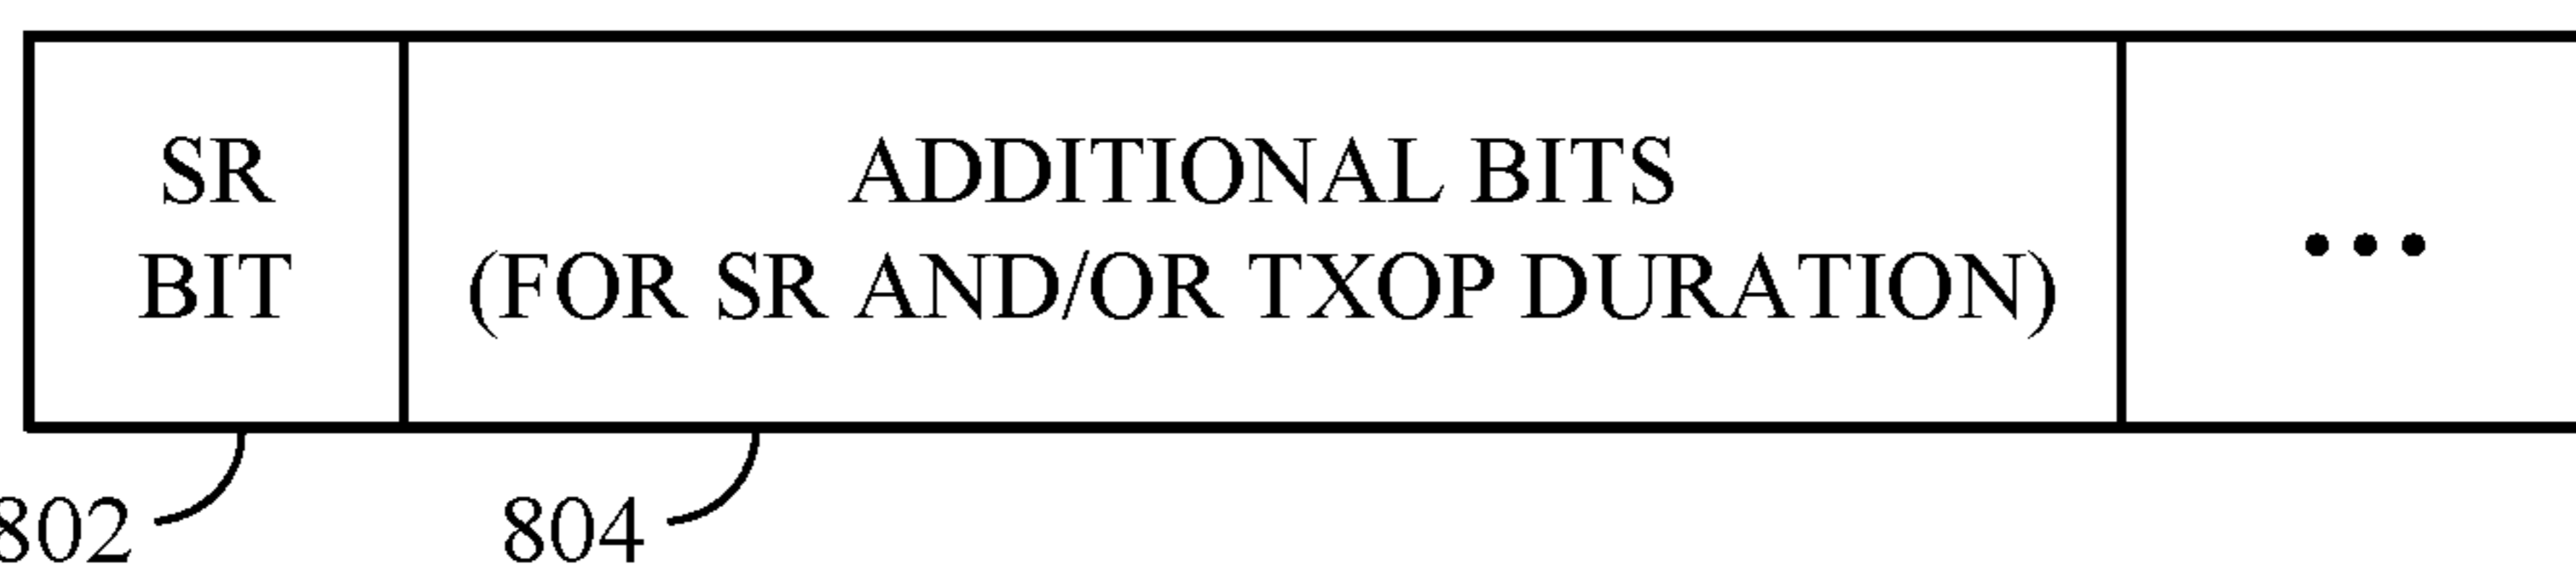 SR
BIT
ADDITIONAL BITS
(FOR SR AND/OR TXOP DURATION)
•••
802
804